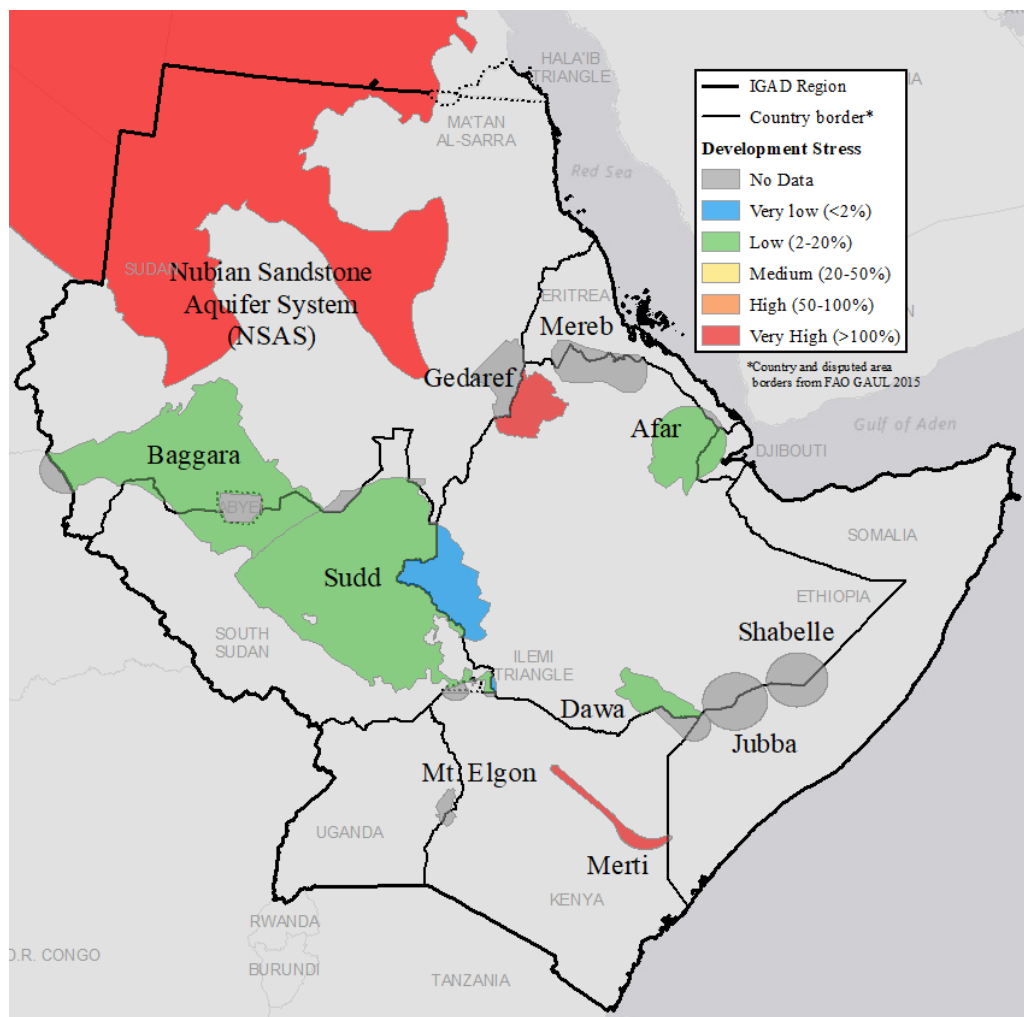 HALA'IB
TRIANGLE
MA'TAN
AL-SARRA
Red Sea
IGAD Region
Country border*
Development Stress
No Data
Very low (<2%)
Low (2-20%)
Medium (20-50%)
High (50-100%)
Very High (>100%)
*Country and disputed area
borders from FAO GAUL 2015
SUDAN
Nubian Sandstone
Aquifer System
(NSAS)
ERITREA
Mereb
Gedaref
Afar
Gulf of Aden
DJIBOUTI
Baggara
ABYEI
SOMALIA
Sudd
ETHIOPIA
Shabelle
SOUTH
SUDAN
ILEMI
TRIANGLE
Dawa
Jubba
Mt. Elgon
UGANDA
Merti
KENYA
RWANDA
D.R. CONGO
BURUNDI
TANZANIA